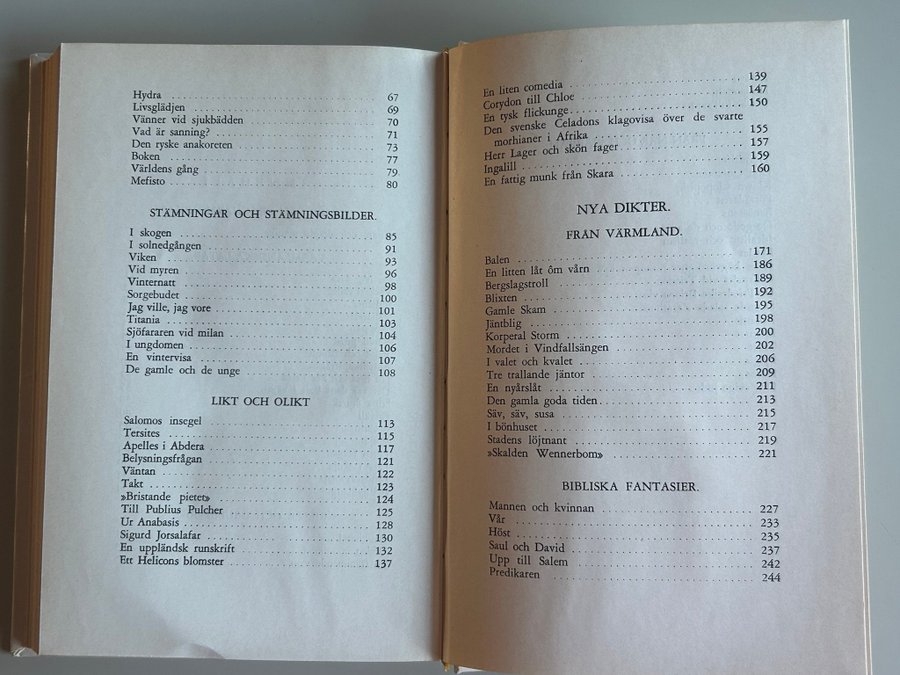 Hydra 67
Livsglädjen 69
Vänner vid sjukbädden 70
Vad är sanning? 71
Den ryske anakoreten 73
Boken 77
Världens gång 79
Mefisto 80
STÄMNINGAR OCH STÄMNINGSBILDER.
I skogen 85
I solnedgången 91
Viken 93
Vid myren 96
Vinternatt 98
Sorgebudet 100
Jag ville, jag vore 101
Titania 103
Sjöfararen vid milan 104
I ungdomen 106
En vintervisa 107
De gamle och de unge 108
LIKT OCH OLIKT
Salomos insegel 113
Tersites 115
Apelles i Abdera 117
Belysningsfrågan 121
Väntan 122
Takt 123
»Bristande pietet» 124
Till Publius Pulcher 125
Ur Anabasis 128
Sigurd Jorsalafar 130
En uppländsk runskrift 132
Ett Helicons blomster 137
En liten comedia 139
Corydon till Chloe 147
En tysk flickunge 150
Den svenske Celadons klagovisa över de svarte
morhianer i Afrika 155
Herr Lager och skön fager 157
Ingalill 159
En fattig munk från Skara 160
NYA DIKTER.
FRÅN VÄRMLAND.
Balen 171
En litten låt ôm vårn 186
Bergslagstroll 189
Blixten 192
Gamle Skam 195
Jäntblig 198
Korperal Storm 200
Mordet i Vindfallsängen 202
I valet och kvalet 206
Tre trallande jäntor 209
En nyårslåt 211
Den gamla goda tiden 213
Säv, säv, susa 215
I bönhuset 217
Stadens löjtnant 219
»Skalden Wennerbom» 221
BIBLISKA FANTASIER.
Mannen och kvinnan 227
Vår 233
Höst 235
Saul och David 237
Upp till Salem 242
Predikaren 244